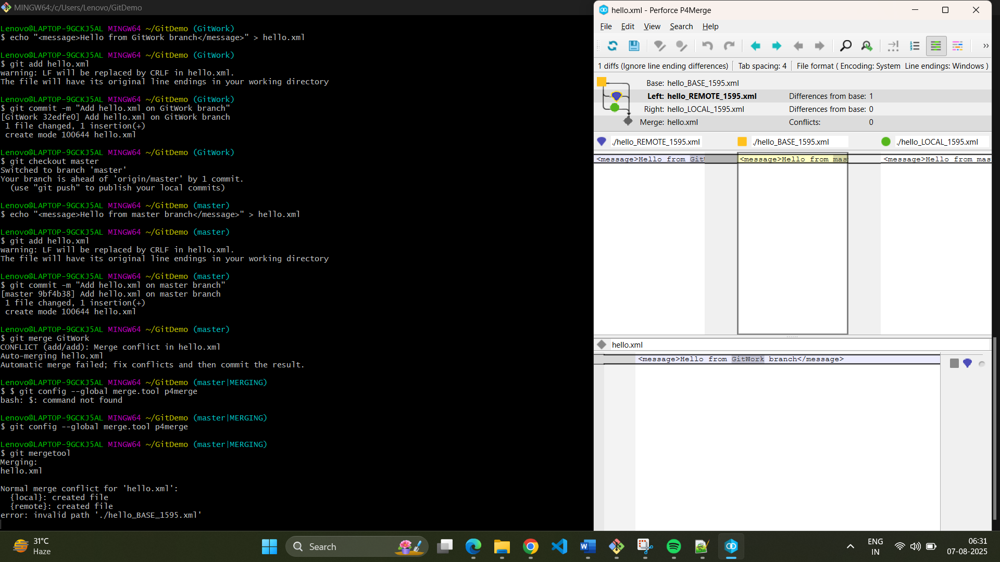 MINGW64:/c/Users/Lenovo/GitDemo
Lenovo@LAPTOP-9GCKJ5AL MINGW64 ~/GitDemo (GitWork)
$ echo "<message>Hello from GitWork branch</message>" > hello.xml
Lenovo@LAPTOP-9GCKJ5AL MINGW64 ~/GitDemo (GitWork)
$ git add hello.xml
warning: LF will be replaced by CRLF in hello.xml.
The file will have its original line endings in your working directory
Lenovo@LAPTOP-9GCKJ5AL MINGW64 ~/GitDemo (GitWork)
$ git commit -m "Add hello.xml on GitWork branch"
[GitWork 32edfe0] Add hello.xml on GitWork branch
1 file changed, 1 insertion(+)
create mode 100644 hello.xml
Lenovo@LAPTOP-9GCKJ5AL MINGW64 ~/GitDemo (GitWork)
$ git checkout master
Switched to branch 'master'
Your branch is ahead of 'origin/master' by 1 commit.
(use "git push" to publish your local commits)
Lenovo@LAPTOP-9GCKJ5AL MINGW64 ~/GitDemo (master)
$ echo "<message>Hello from master branch</message>" > hello.xml
Lenovo@LAPTOP-9GCKJ5AL MINGW64 ~/GitDemo (master)
$ git add hello.xml
warning: LF will be replaced by CRLF in hello.xml.
The file will have its original line endings in your working directory
Lenovo@LAPTOP-9GCKJ5AL MINGW64 ~/GitDemo (master)
$ git commit -m "Add hello.xml on master branch"
[master 9bf4b38] Add hello.xml on master branch
1 file changed, 1 insertion(+)
create mode 100644 hello.xml
Lenovo@LAPTOP-9GCKJ5AL MINGW64 ~/GitDemo (master)
$ git merge GitWork
CONFLICT (add/add): Merge conflict in hello.xml
Auto-merging hello.xml
Automatic merge failed; fix conflicts and then commit the result.
Lenovo@LAPTOP-9GCKJ5AL MINGW64 ~/GitDemo (master|MERGING)
$ $ git config --global merge.tool p4merge
bash: $: command not found
Lenovo@LAPTOP-9GCKJ5AL MINGW64 ~/GitDemo (master|MERGING)
$ git config --global merge.tool p4merge
Lenovo@LAPTOP-9GCKJ5AL MINGW64 ~/GitDemo (master|MERGING)
$ git mergetool
Merging:
hello.xml
Normal merge conflict for 'hello.xml':
{local}: created file
{remote}: created file
error: invalid path './hello_BASE_1595.xml'
hello.xml - Perforce P4Merge
File Edit View Search Help
1 diffs (Ignore line ending differences) Tab spacing: 4 File format ( Encoding: System Line endings: Windows )
Base: hello_BASE_1595.xml
Left: hello_REMOTE_1595.xml Differences from base: 1
Right: hello_LOCAL_1595.xml Differences from base: 0
Merge: hello.xml Conflicts: 0
./hello_REMOTE_1595.xml ./hello_BASE_1595.xml ./hello_LOCAL_1595.xml
<message>Hello from Git <message>Hello from mas <message>Hello from mas
hello.xml
<message>Hello from GitWork branch</message>
31°C
Haze
Search
ENG
IN
06:31
07-08-2025